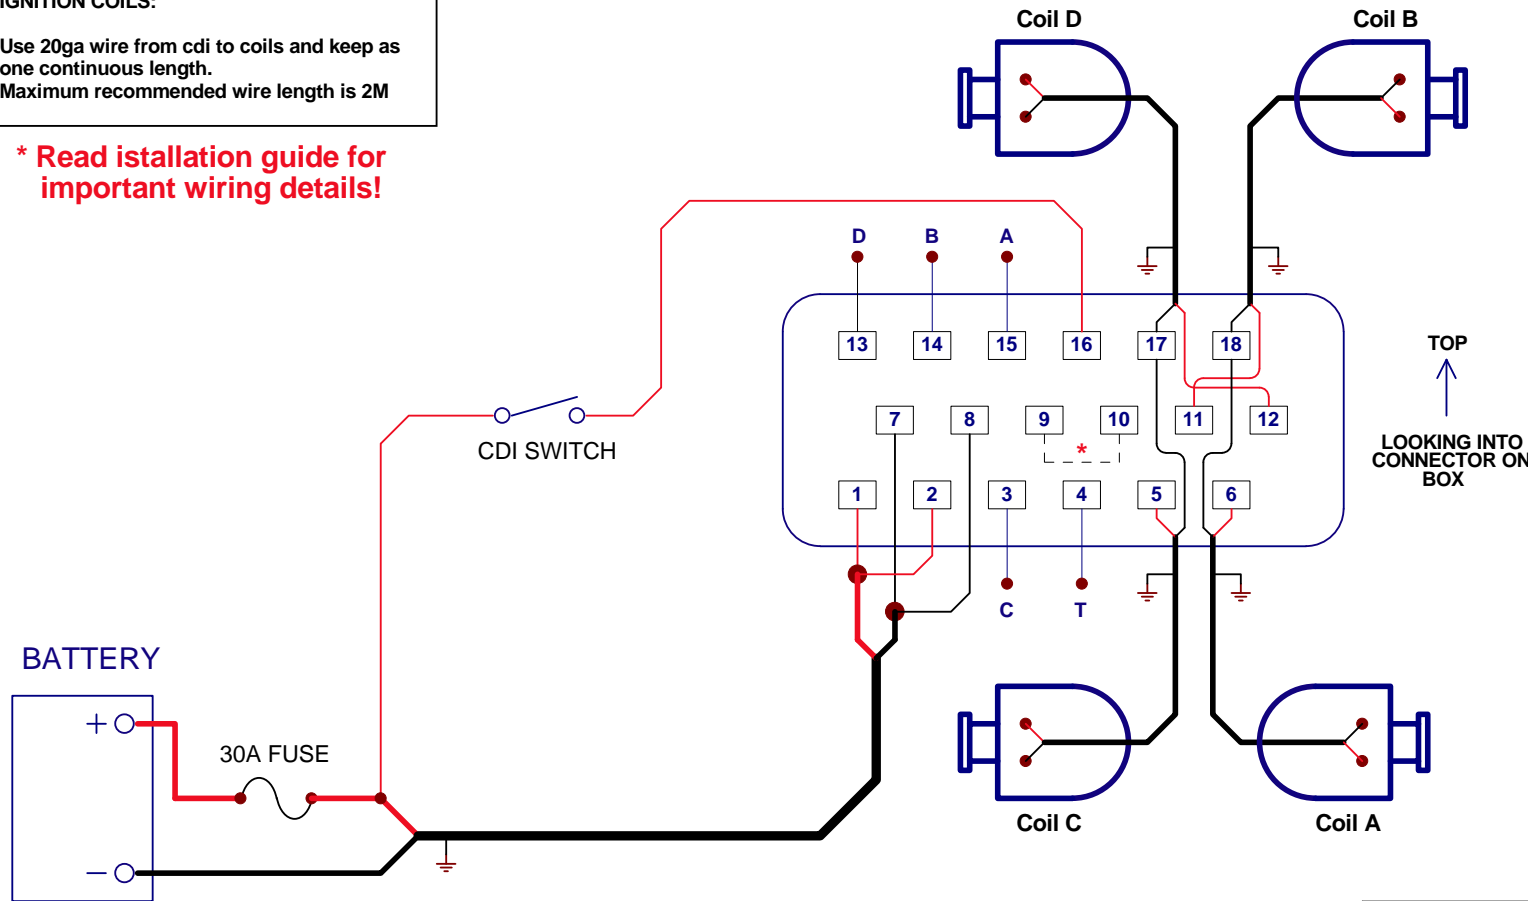 IGNITION COILS:
Use 20ga wire from cdi to coils and keep as
one continuous length.
Maximum recommended wire length is 2M
* Read istallation guide for
important wiring details!
Coil D
Coil B
D
B
A
13
14
15
16
17
18
TOP
7
8
9
10
11
12
*
CDI SWITCH
LOOKING INTO
CONNECTOR ON
BOX
1
2
3
4
5
6
C
T
BATTERY
+
30A FUSE
Coil C
Coil A
−